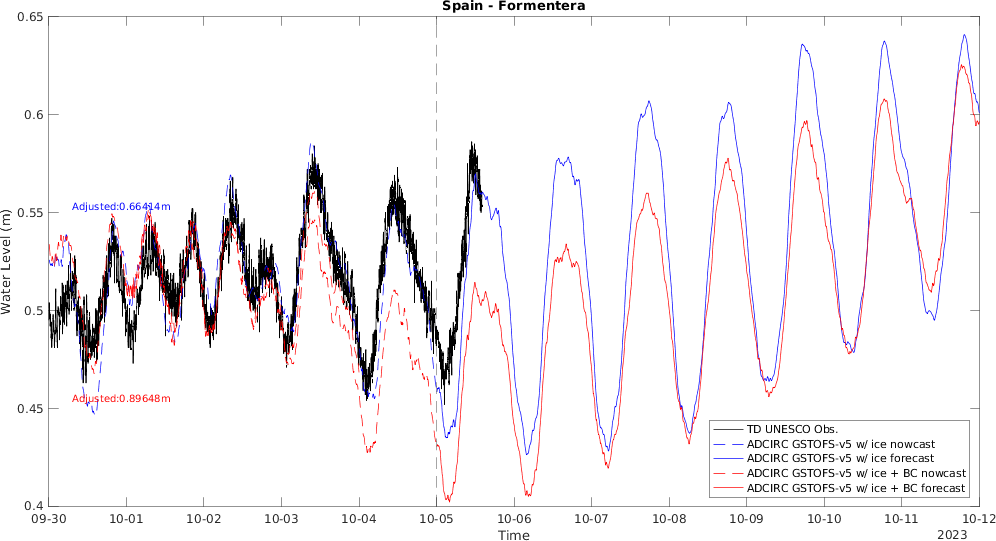 Spain - Formentera
0.65
0.6
0.55
0.5
0.45
0.4
Water Level (m)
Adjusted:0.66414m
Adjusted:0.89648m
TD UNESCO Obs.
ADCIRC GSTOFS-v5 w/ ice nowcast
ADCIRC GSTOFS-v5 w/ ice forecast
ADCIRC GSTOFS-v5 w/ ice + BC nowcast
ADCIRC GSTOFS-v5 w/ ice + BC forecast
09-30 10-01 10-02 10-03 10-04 10-05 10-06 10-07 10-08 10-09 10-10 10-11 10-12
Time
2023